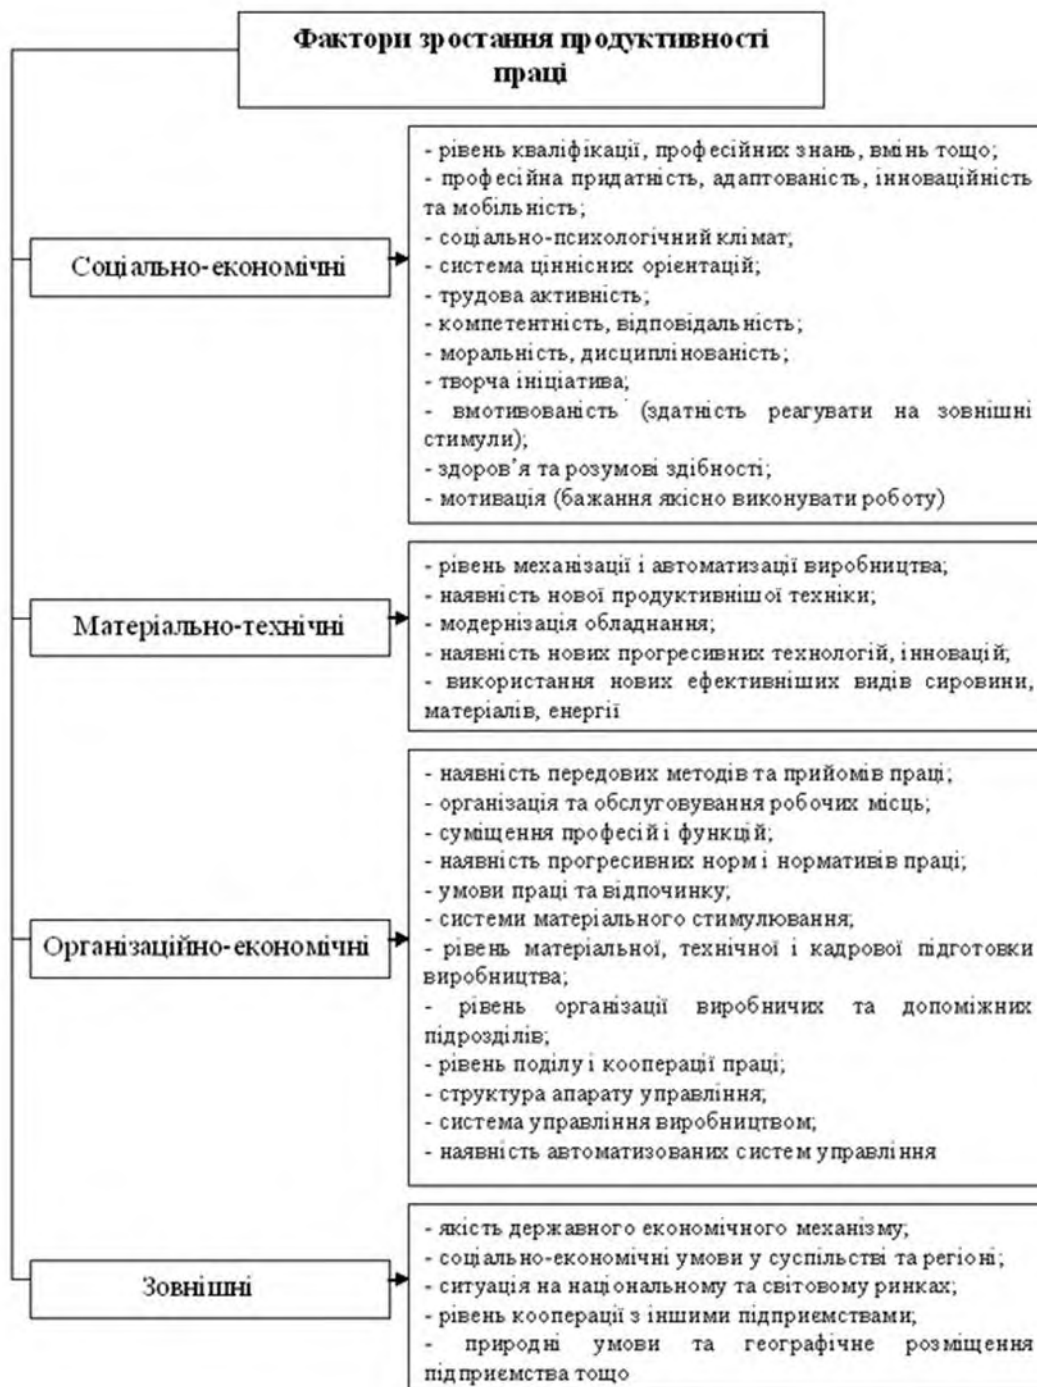 Фактори зростання продуктивності
праці
Соціально-економічні
- рівень кваліфікації, професійних знань, вмінь тощо;
- професійна придатність, адаптованість, інноваційність
та мобільність;
- соціально-психологічний клімат;
- система ціннісних орієнтацій;
- трудова активність;
- компетентність, відповідальність;
- моральність, дисциплінованість;
- творча ініціатива;
- вмотивованість (здатність реагувати на зовнішні
стимули);
- здоров’я та розумові здібності;
- мотивація (бажання якісно виконувати роботу)
Матеріально-технічні
- рівень механізації і автоматизації виробництва;
- наявність нової продуктивнішої техніки;
- модернізація обладнання;
- наявність нових прогресивних технологій, інновацій;
- використання нових ефективніших видів сировини,
матеріалів, енергії
Організаційно-економічні
- наявність передових методів та прийомів праці;
- організація та обслуговування робочих місць;
- суміщення професій і функцій;
- наявність прогресивних норм і нормативів праці;
- умови праці та відпочинку;
- системи матеріального стимулювання;
- рівень матеріальної, технічної і кадрової підготовки
виробництва;
- рівень організації виробничих та допоміжних
підрозділів;
- рівень поділу і кооперації праці;
- структура апарату управління;
- система управління виробництвом;
- наявність автоматизованих систем управління
Зовнішні
- якість державного економічного механізму;
- соціально-економічні умови у суспільстві та регіоні;
- ситуація на національному та світовому ринках;
- рівень кооперації з іншими підприємствами;
- природні умови та географічне розміщення
підприємства тощо